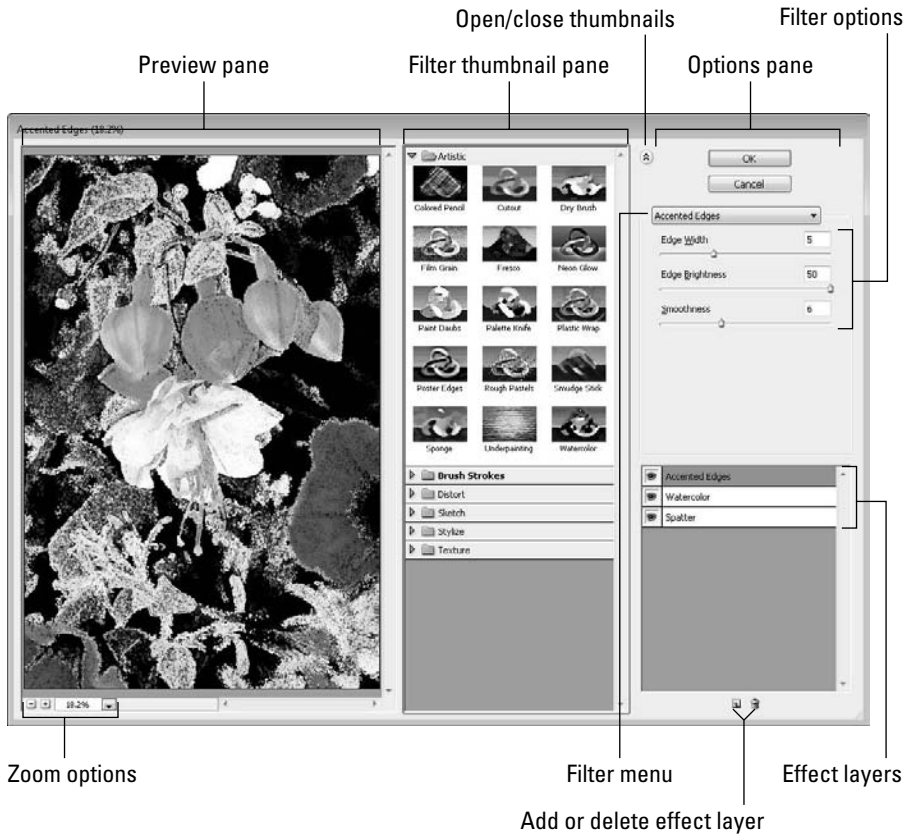 Open/close thumbnails
Filter options
Preview pane
Filter thumbnail pane
Options pane
Accented Edges (18.2%)
Artistic
Colored Pencil
Cutout
Dry Brush
Film Grain
Fresco
Neon Glow
Paint Daubs
Palette Knife
Plastic Wrap
Poster Edges
Rough Pastels
Smudge Stick
Sponge
Underpainting
Watercolor
Brush Strokes
Distort
Sketch
Stylize
Texture
OK
Cancel
Accented Edges
Edge Width 5
Edge Brightness 50
Smoothness 6
Accented Edges
Watercolor
Spatter
18.2%
Zoom options
Filter menu
Effect layers
Add or delete effect layer